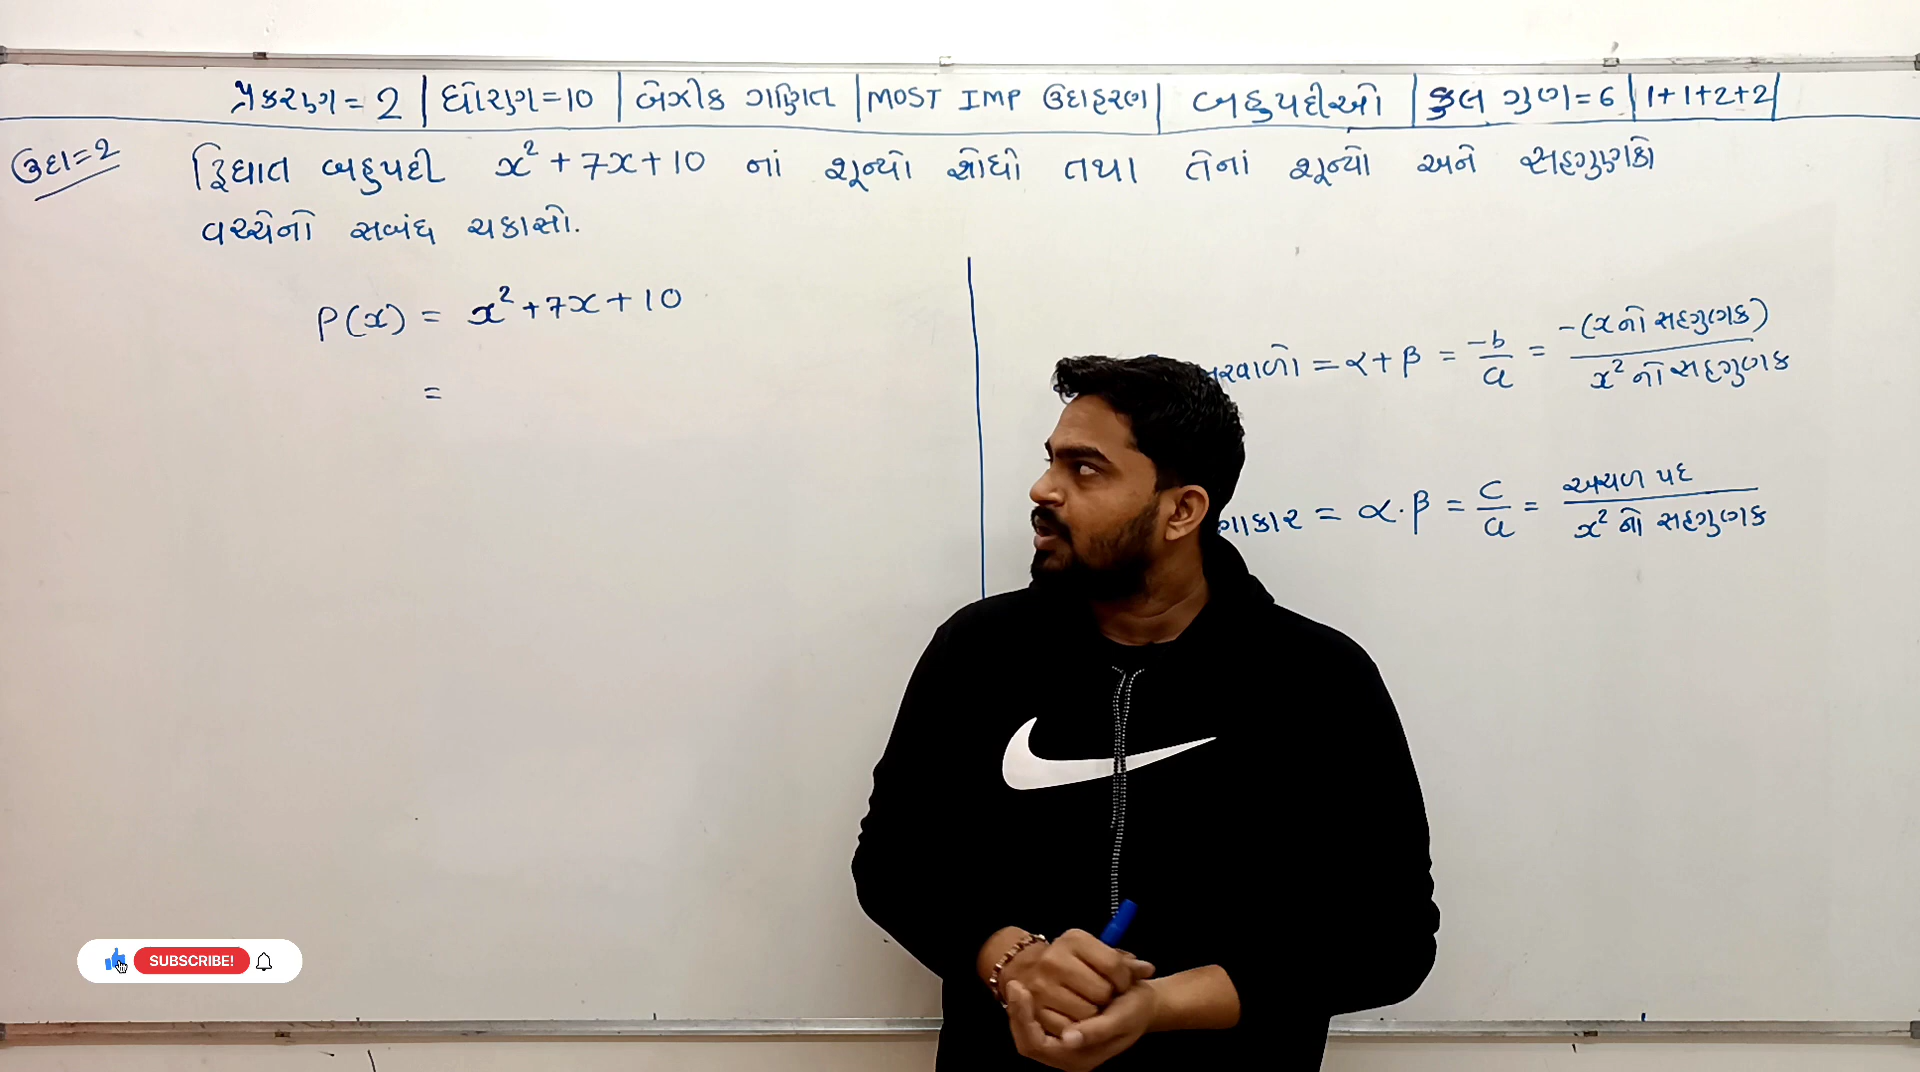 પ્રકરણ = 2 | ધોરણ = 10 | બેઝીક ગણિત | MOST IMP ઉદાહરણ | બહુપદીઓ | કુલ ગુણ = 6 | 1+1+2+2 |
ઉદા = 2 દ્વિઘાત બહુપદી x² + 7x + 10 નાં શૂન્યો શોધો તથા તેનાં શૂન્યો અને સહગુણકો
વચ્ચેનો સબંધ ચકાસો.
P(x) = x² + 7x + 10
=
= α + β = -b/a = -(x નો સહગુણક)/x² નો સહગુણક
= α . β = c/a = અચળ પદ/x² નો સહગુણક
SUBSCRIBE!